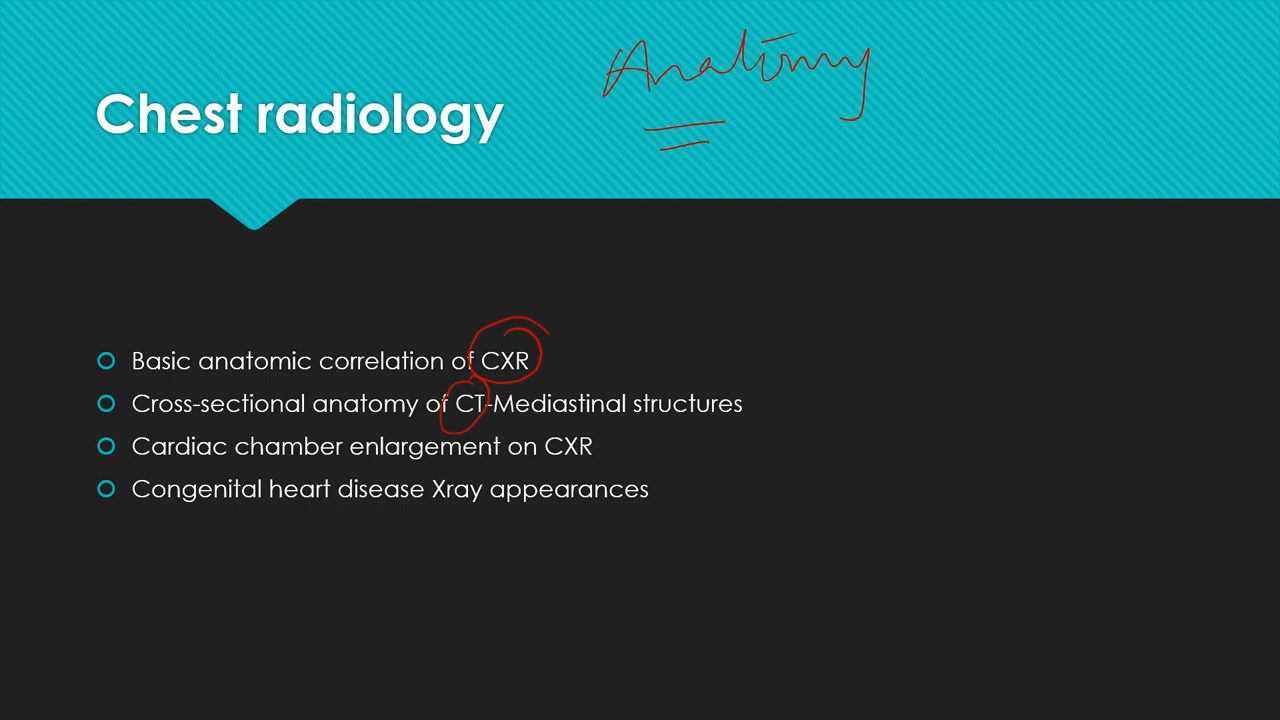 Anatomy
Chest radiology
Basic anatomic correlation of CXR
Cross-sectional anatomy of CT-Mediastinal structures
Cardiac chamber enlargement on CXR
Congenital heart disease Xray appearances